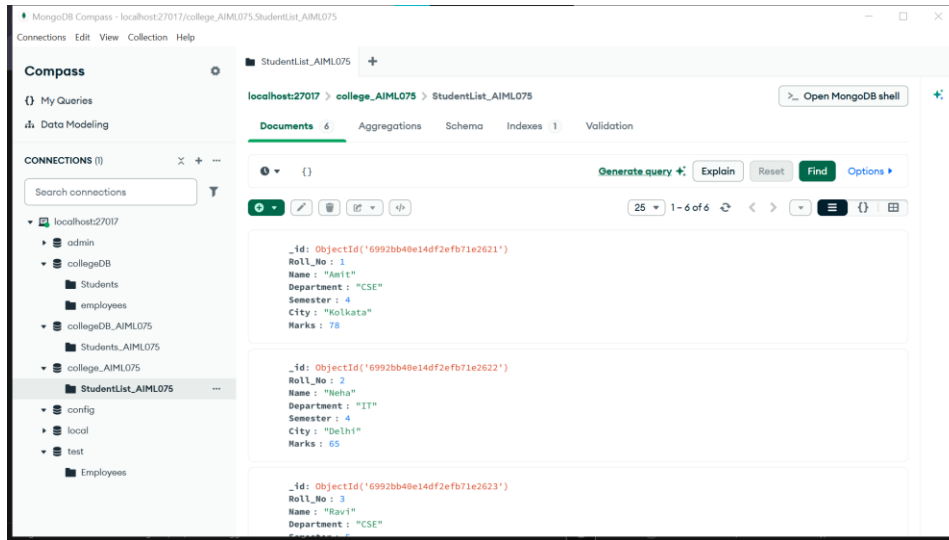 MongoDB Compass - localhost:27017/college_AIML075.StudentList_AIML075
Connections Edit View Collection Help
Compass
{} My Queries
Data Modeling
CONNECTIONS (1)
Search connections
localhost:27017
admin
collegeDB
Students
employees
collegeDB_AIML075
Students_AIML075
college_AIML075
StudentList_AIML075
config
local
test
Employees
StudentList_AIML075
localhost:27017 > college_AIML075 > StudentList_AIML075
>_ Open MongoDB shell
Documents 6 Aggregations Schema Indexes 1 Validation
{} Generate query Explain Reset Find Options
25 1 – 6 of 6 {}
_id: ObjectId('6992bb40e14df2efb71e2621')
Roll_No : 1
Name : "Amit"
Department : "CSE"
Semester : 4
City : "Kolkata"
Marks : 78
_id: ObjectId('6992bb40e14df2efb71e2622')
Roll_No : 2
Name : "Neha"
Department : "IT"
Semester : 4
City : "Delhi"
Marks : 65
_id: ObjectId('6992bb40e14df2efb71e2623')
Roll_No : 3
Name : "Ravi"
Department : "CSE"